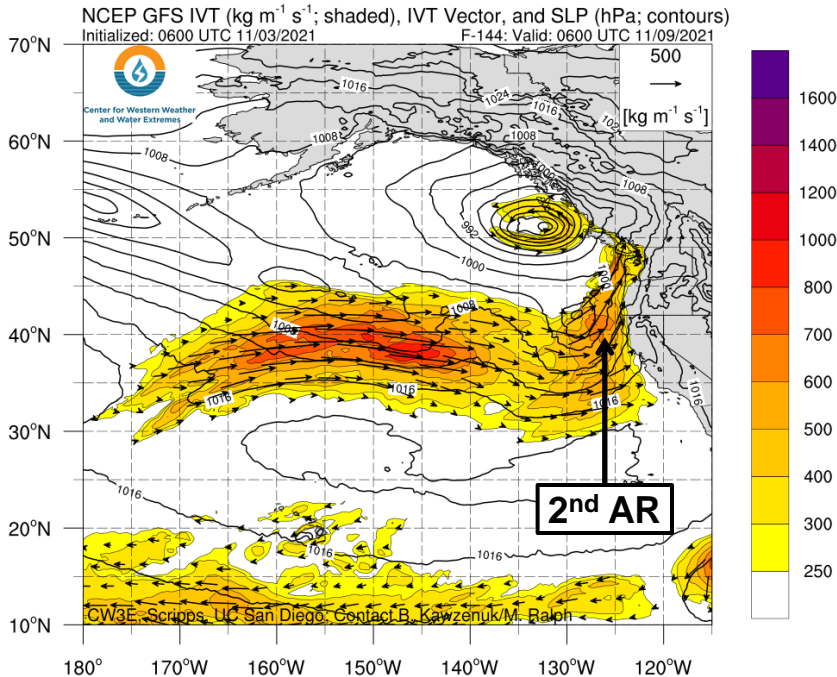 NCEP GFS IVT (kg m⁻¹ s⁻¹; shaded), IVT Vector, and SLP (hPa; contours)
Initialized: 0600 UTC 11/03/2021 F-144: Valid: 0600 UTC 11/09/2021
70°N
500
[kg m⁻¹ s⁻¹]
Center for Western Weather
and Water Extremes
1016
1024
1016
1008
1008
1008
60°N
50°N
992
1000
1000
1008
1008
40°N
1016
1016
1016
1016
30°N
2nd AR
1016
20°N
1016
1016
10°N
CW3E, Scripps, UC San Diego; Contact B. Kawzenuk/M. Ralph
180° 170°W 160°W 150°W 140°W 130°W 120°W
1600
1400
1200
1000
800
700
600
500
400
300
250